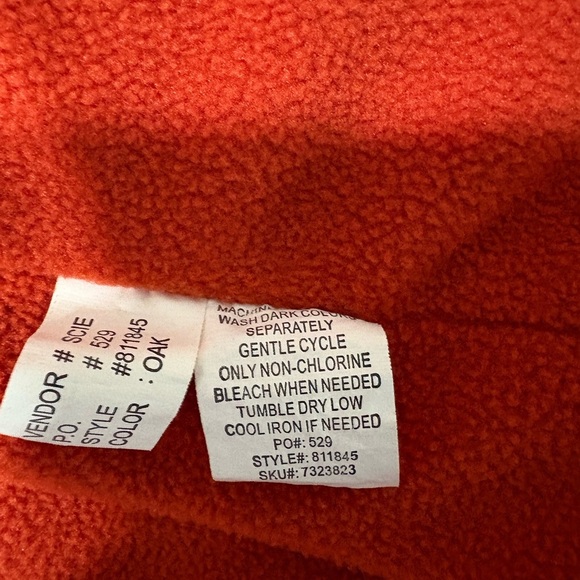 VENDOR # SCIE
P.O. # 529
STYLE #811845
COLOR : OAK
WASH DARK COLORS
SEPARATELY
GENTLE CYCLE
ONLY NON-CHLORINE
BLEACH WHEN NEEDED
TUMBLE DRY LOW
COOL IRON IF NEEDED
PO#: 529
STYLE#: 811845
SKU#: 7323823